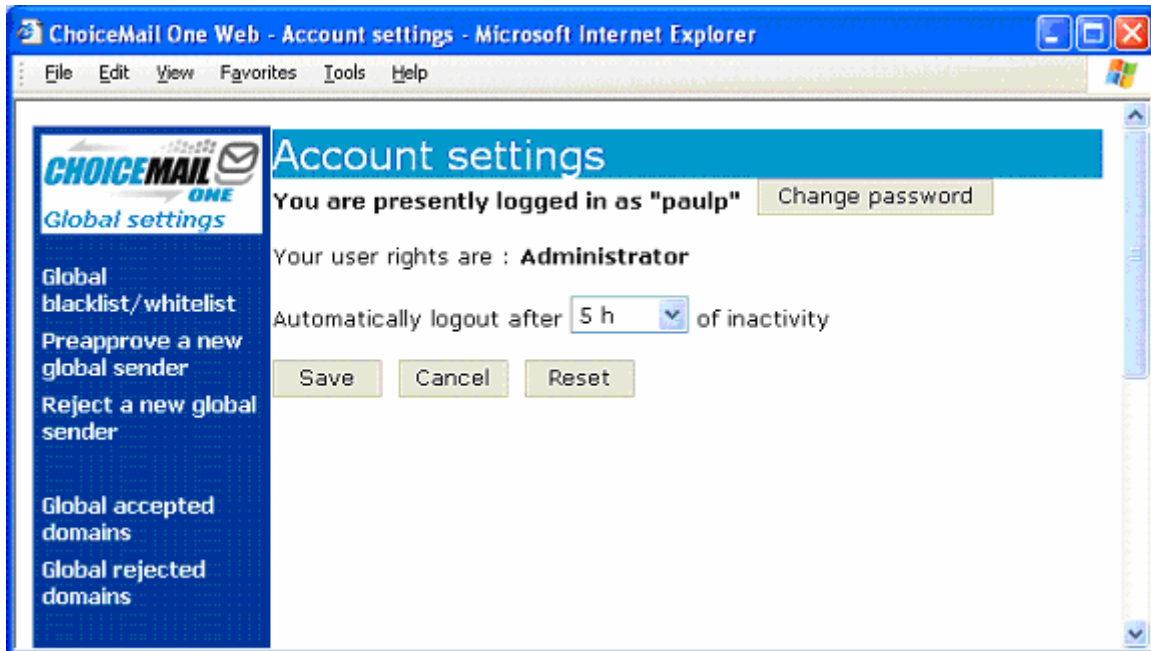 ChoiceMail One Web - Account settings - Microsoft Internet Explorer
File Edit View Favorites Tools Help
CHOICEMAIL
ONE
Global settings
Global
blacklist/whitelist
Preapprove a new
global sender
Reject a new global
sender
Global accepted
domains
Global rejected
domains
Account settings
You are presently logged in as "paulp" Change password
Your user rights are : Administrator
Automatically logout after 5 h of inactivity
Save Cancel Reset